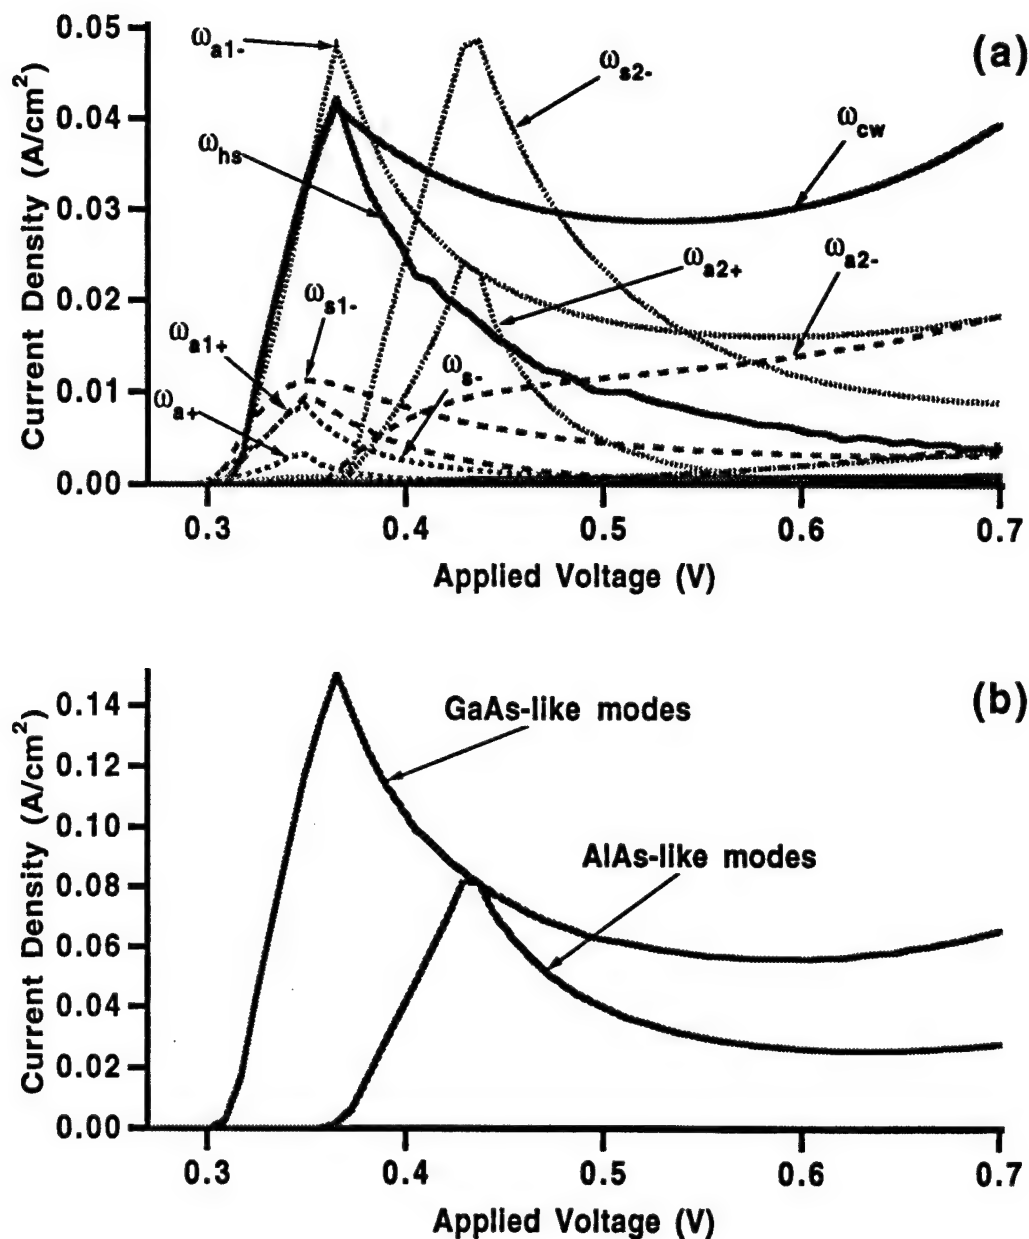 (a)
Current Density (A/cm²)
0.05
0.04
0.03
0.02
0.01
0.00
ωa1-
ωs2-
ωhs
ωcw
ωa2+
ωa2-
ωs1-
ωa1+
ωs-
ωa+
0.3 0.4 0.5 0.6 0.7
Applied Voltage (V)
(b)
Current Density (A/cm²)
0.14
0.12
0.10
0.08
0.06
0.04
0.02
0.00
GaAs-like modes
AlAs-like modes
0.3 0.4 0.5 0.6 0.7
Applied Voltage (V)